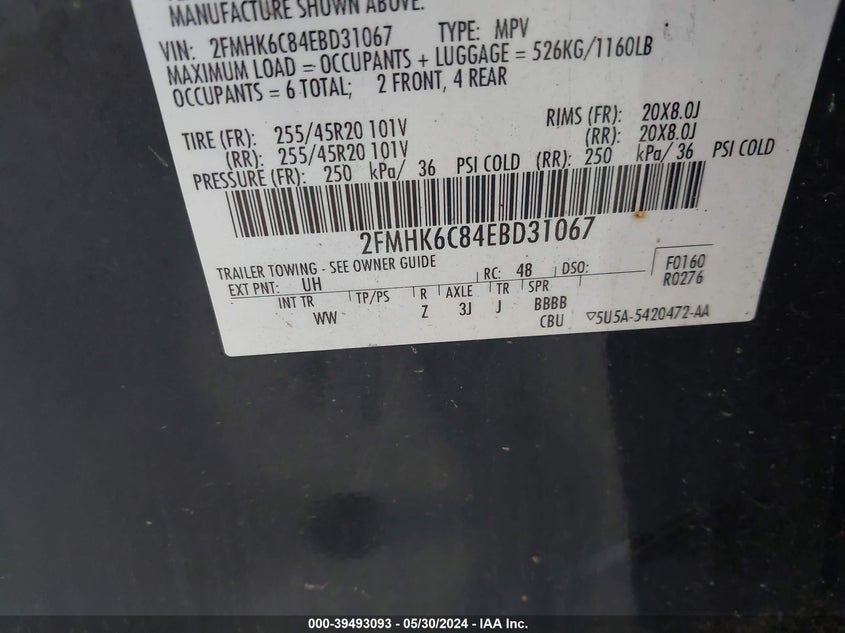 MANUFACTURE SHOWN ABOVE.
VIN: 2FMHK6C84EBD31067 TYPE: MPV
MAXIMUM LOAD = OCCUPANTS + LUGGAGE = 526KG/1160LB
OCCUPANTS = 6 TOTAL; 2 FRONT, 4 REAR
TIRE (FR): 255/45R20 101V RIMS (FR): 20X8.0J
(RR): 255/45R20 101V (RR): 20X8.0J
PRESSURE (FR): 250 kPa/ 36 PSI COLD (RR): 250 kPa/ 36 PSI COLD
2FMHK6C84EBD31067
TRAILER TOWING - SEE OWNER GUIDE
EXT PNT: UH RC: 48 DSO: F0160
R0276
INT TR TP/PS R AXLE TR SPR
WW Z 3J J BBBB
CBU ▽5U5A-5420472-AA
000-39493093 - 05/30/2024 - IAA Inc.